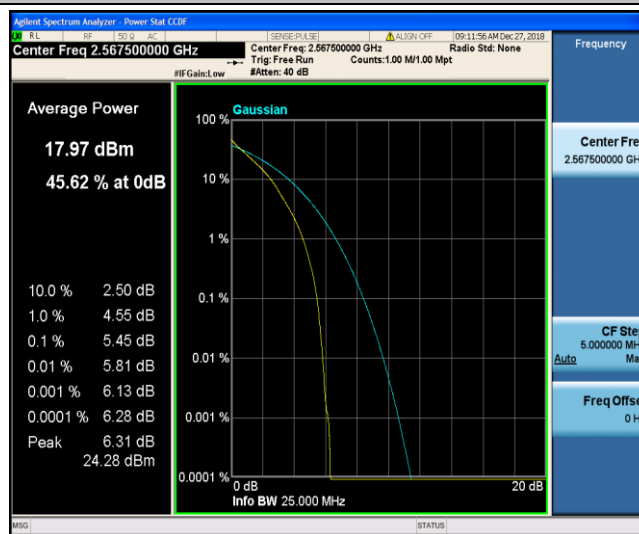 Agilent Spectrum Analyzer - Power Stat CCDF
RL RF 50 Ω AC SENSE:PULSE ALIGN OFF 09:11:56 AM Dec 27, 2018
Center Freq 2.567500000 GHz
Center Freq: 2.567500000 GHz Radio Std: None
Trig: Free Run Counts:1.00 M/1.00 Mpt
#IFGain:Low #Atten: 40 dB
Frequency
Average Power
17.97 dBm
45.62 % at 0dB
10.0 % 2.50 dB
1.0 % 4.55 dB
0.1 % 5.45 dB
0.01 % 5.81 dB
0.001 % 6.13 dB
0.0001 % 6.28 dB
Peak 6.31 dB
24.28 dBm
Gaussian
100 %
10 %
1 %
0.1 %
0.01 %
0.001 %
0.0001 %
0 dB 20 dB
Info BW 25.000 MHz
Center Fre
2.567500000 GH
CF Ste
5.000000 MH
Auto Ma
Freq Offse
0 H
MSG STATUS